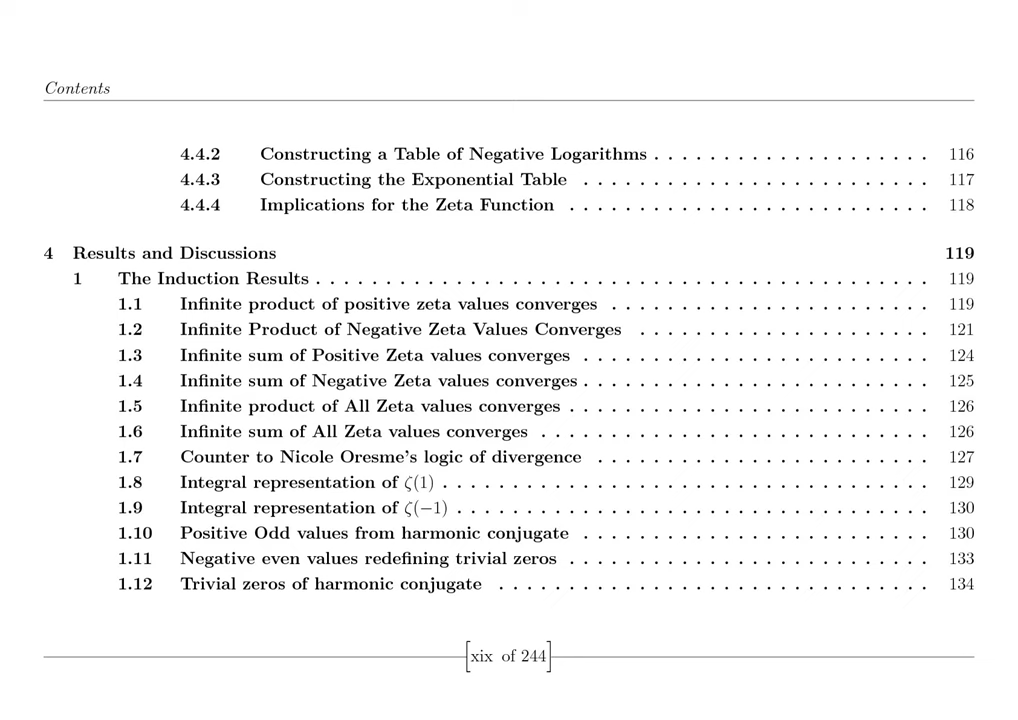 Contents
4.4.2 Constructing a Table of Negative Logarithms . . . . . . . . . . . . . . . . . . . . 116
4.4.3 Constructing the Exponential Table . . . . . . . . . . . . . . . . . . . . . . . . . 117
4.4.4 Implications for the Zeta Function . . . . . . . . . . . . . . . . . . . . . . . . . . 118
4 Results and Discussions 119
1 The Induction Results . . . . . . . . . . . . . . . . . . . . . . . . . . . . . . . . . . . . . . . . . . . . 119
1.1 Infinite product of positive zeta values converges . . . . . . . . . . . . . . . . . . . . . . . 119
1.2 Infinite Product of Negative Zeta Values Converges . . . . . . . . . . . . . . . . . . . . . 121
1.3 Infinite sum of Positive Zeta values converges . . . . . . . . . . . . . . . . . . . . . . . . . 124
1.4 Infinite sum of Negative Zeta values converges . . . . . . . . . . . . . . . . . . . . . . . . . 125
1.5 Infinite product of All Zeta values converges . . . . . . . . . . . . . . . . . . . . . . . . . . 126
1.6 Infinite sum of All Zeta values converges . . . . . . . . . . . . . . . . . . . . . . . . . . . . 126
1.7 Counter to Nicole Oresme's logic of divergence . . . . . . . . . . . . . . . . . . . . . . . . 127
1.8 Integral representation of ζ(1) . . . . . . . . . . . . . . . . . . . . . . . . . . . . . . . . . . . 129
1.9 Integral representation of ζ(−1) . . . . . . . . . . . . . . . . . . . . . . . . . . . . . . . . . . 130
1.10 Positive Odd values from harmonic conjugate . . . . . . . . . . . . . . . . . . . . . . . . . 130
1.11 Negative even values redefining trivial zeros . . . . . . . . . . . . . . . . . . . . . . . . . . 133
1.12 Trivial zeros of harmonic conjugate . . . . . . . . . . . . . . . . . . . . . . . . . . . . . . . 134
[xix of 244]